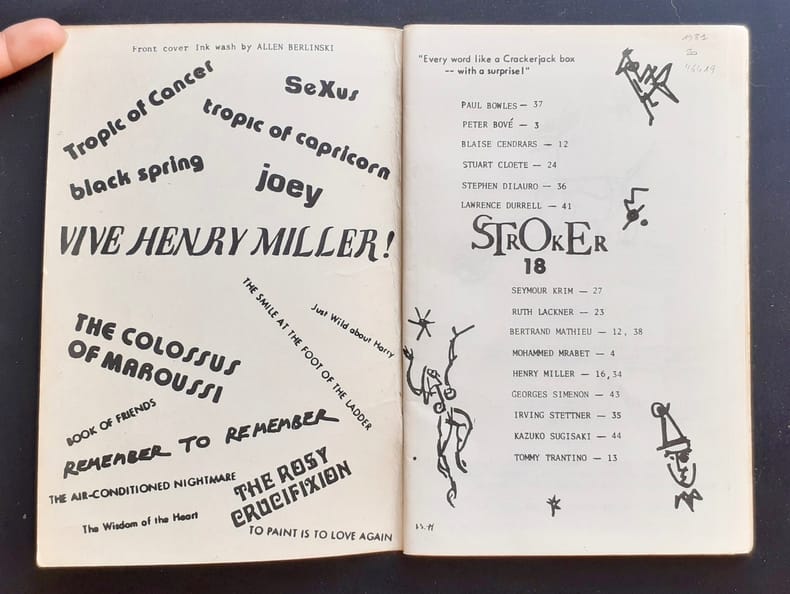 Front cover Ink wash by ALLEN BERLINSKI
Tropic of Cancer
SeXus
tropic of capricorn
black spring
joey
VIVE HENRY MILLER!
THE SMILE AT THE FOOT OF THE LADDER
Just Wild about Harry
THE COLOSSUS
OF MAROUSSI
BOOK OF FRIENDS
REMEMBER TO REMEMBER
THE AIR-CONDITIONED NIGHTMARE
THE ROSY
CRUCIFIXION
The Wisdom of the Heart
TO PAINT IS TO LOVE AGAIN
1981
"Every word like a Crackerjack box
-- with a surprise!"
PAUL BOWLES — 37
PETER BOVÉ — 3
BLAISE CENDRARS — 12
STUART CLOETE — 24
STEPHEN DILAURO — 36
LAWRENCE DURRELL — 41
STROKER
18
SEYMOUR KRIM — 27
RUTH LACKNER — 23
BERTRAND MATHIEU — 12, 38
MOHAMMED MRABET — 4
HENRY MILLER — 16,34
GEORGES SIMENON — 43
IRVING STETTNER — 35
KAZUKO SUGISAKI — 44
TOMMY TRANTINO — 13